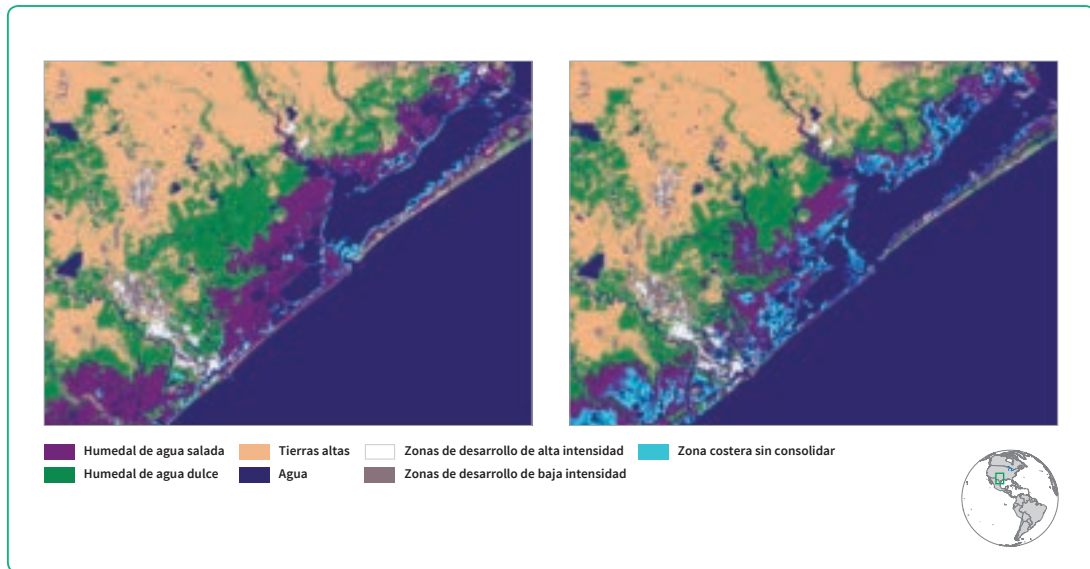 Humedal de agua salada
Tierras altas
Zonas de desarrollo de alta intensidad
Zona costera sin consolidar
Humedal de agua dulce
Agua
Zonas de desarrollo de baja intensidad